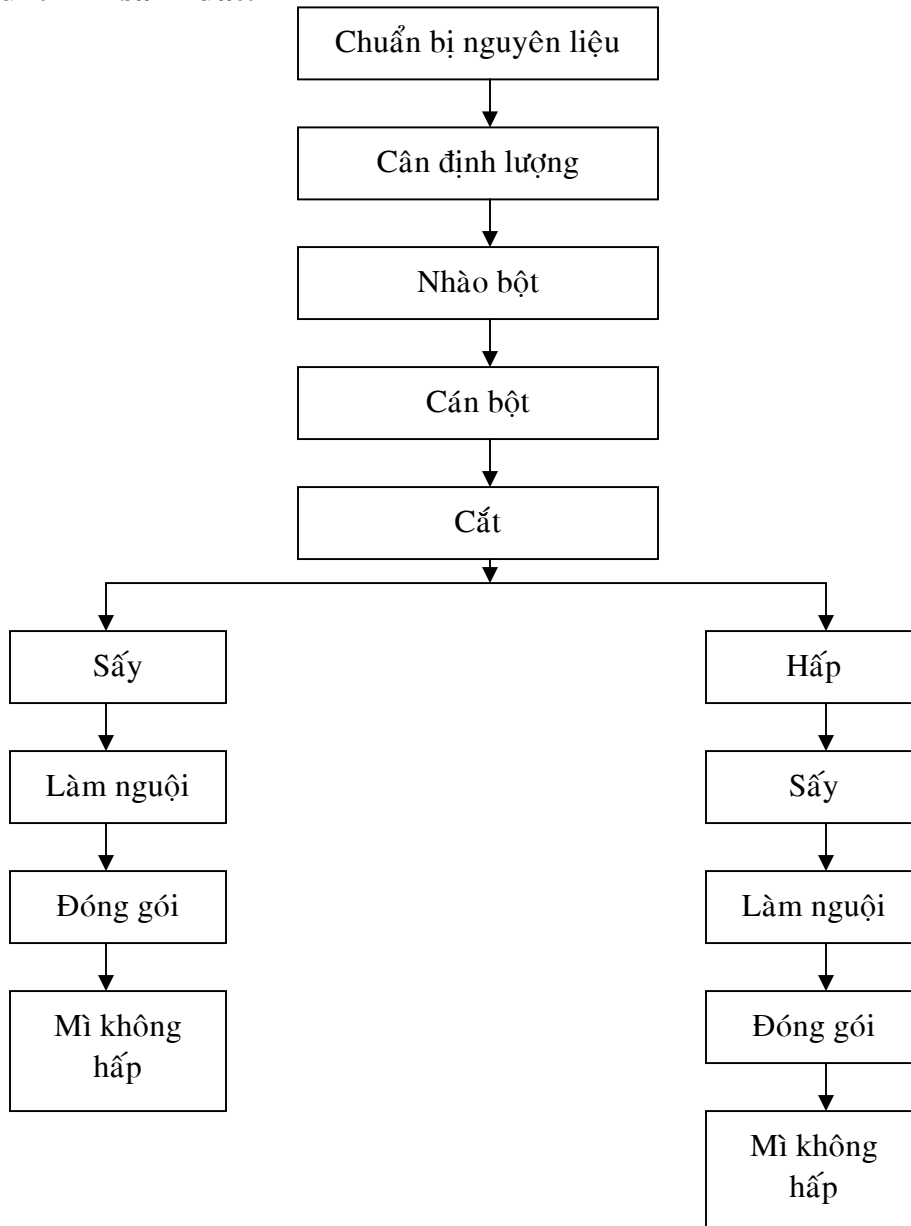 Chuẩn bị nguyên liệu
Cân định lượng
Nhào bột
Cán bột
Cắt
Sấy
Làm nguội
Đóng gói
Mì không
hấp
Hấp
Sấy
Làm nguội
Đóng gói
Mì không
hấp